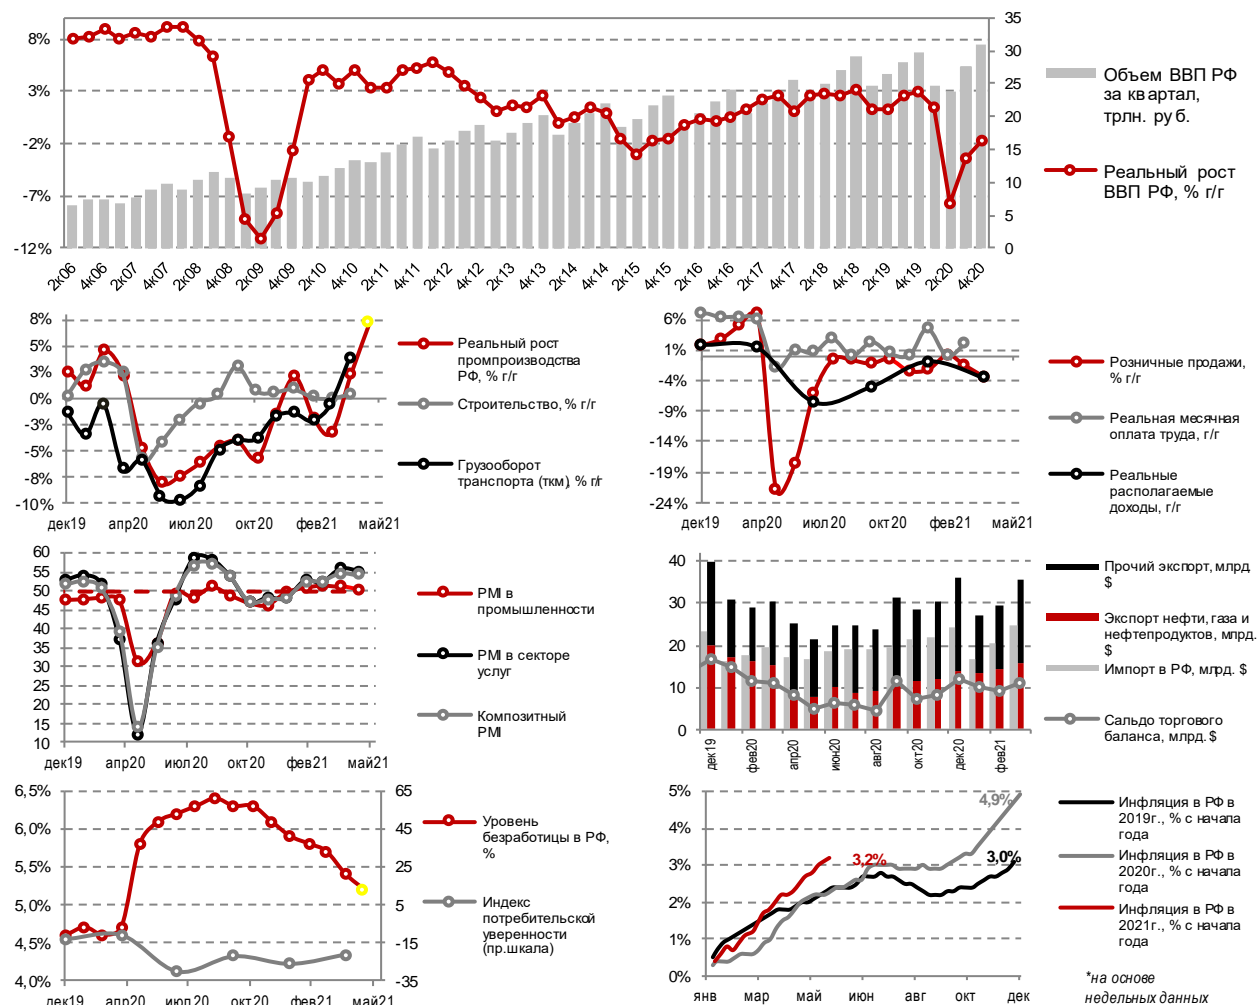 8%
3%
-2%
-7%
-12%
35
30
25
20
15
10
5
0
2к06
4к06
2к07
4к07
2к08
4к08
2к09
4к09
2к10
4к10
2к11
4к11
2к12
4к12
2к13
4к13
2к14
4к14
2к15
4к15
2к16
4к16
2к17
4к17
2к18
4к18
2к19
4к19
2к20
4к20
Объем ВВП РФ
за квартал,
трлн. руб.
Реальный рост
ВВП РФ, % г/г
8%
5%
3%
0%
-3%
-5%
-8%
-10%
дек19
апр20
июл20
окт20
фев21
май21
Реальный рост
промпроизводства
РФ, % г/г
Строительство, % г/г
Грузооборот
транспорта (ткм), % г/г
6%
1%
-4%
-9%
-14%
-19%
-24%
дек19
апр20
июл20
окт20
фев21
май21
Розничные продажи,
% г/г
Реальная месячная
оплата труда, г/г
Реальные
располагаемые
доходы, г/г
60
55
50
45
40
35
30
25
20
15
10
дек19
апр20
июл20
окт20
фев21
май21
PMI в
промышленности
PMI в секторе
услуг
Композитный
PMI
40
30
20
10
0
дек19
фев20
апр20
июн20
авг20
окт20
дек20
фев21
Прочий экспорт, млрд.
$
Экспорт нефти, газа и
нефтепродуктов, млрд.
$
Импорт в РФ, млрд. $
Сальдо торгового
баланса, млрд. $
6,5%
6,0%
5,5%
5,0%
4,5%
4,0%
65
45
25
5
-15
-35
дек19
апр20
июл20
окт20
фев21
май21
Уровень
безработицы в РФ,
%
Индекс
потребительской
уверенности
(пр.шкала)
5%
4%
3%
2%
1%
0%
4,9%
3,2%
3,0%
янв
мар
май
июн
авг
окт
дек
Инфляция в РФ в
2019г., % с начала
года
Инфляция в РФ в
2020г., % с начала
года
Инфляция в РФ в
2021г., % с начала
года
*на основе
недельных данных